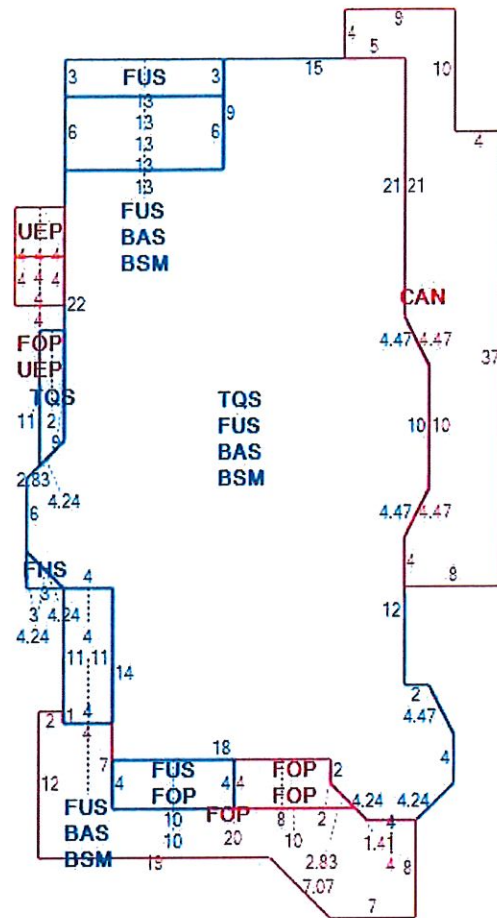 9
4
5
10
3 FUS 3
15
13
9
13
6 13 6
13
13
4
FUS
BAS
BSM
21 21
UEP
4 4 4
4 4 4
4
4
22
CAN
4.47 4.47
FOP
UEP
37
TQS
11 2
9
TQS
FUS
BAS
BSM
10 10
2.83
4.24
6
4.47 4.47
4
8
FHS
4
3
3
4.24
4.24
4
12
11 11
14
2
4.47
2 1 4
4
7
18
4
12
4 FUS 4
FOP
4 FOP 2
FOP
4.24 4.24
FUS
BAS
BSM
10
10
FOP
20
8
10
2
1.41
4
4
8
19
2.83
7.07
7